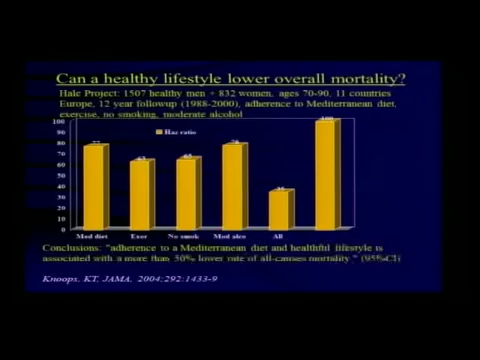 Can a healthy lifestyle lower overall mortality?
Hale Project: 1507 healthy men + 832 women, ages 70-90, 11 countries
Europe, 12 year followup (1988-2000), adherence to Mediterranean diet,
exercise, no smoking, moderate alcohol
100
90
80
70
60
50
40
30
20
10
0
Haz ratio
77
63
65
78
35
100
Med diet Exer No smok Med alco All
Conclusions: "adherence to a Mediterranean diet and healthful lifestyle is
associated with a more than 50% lower rate of all-causes mortality." (95%CI)
Knoops, KT, JAMA, 2004;292:1433-9